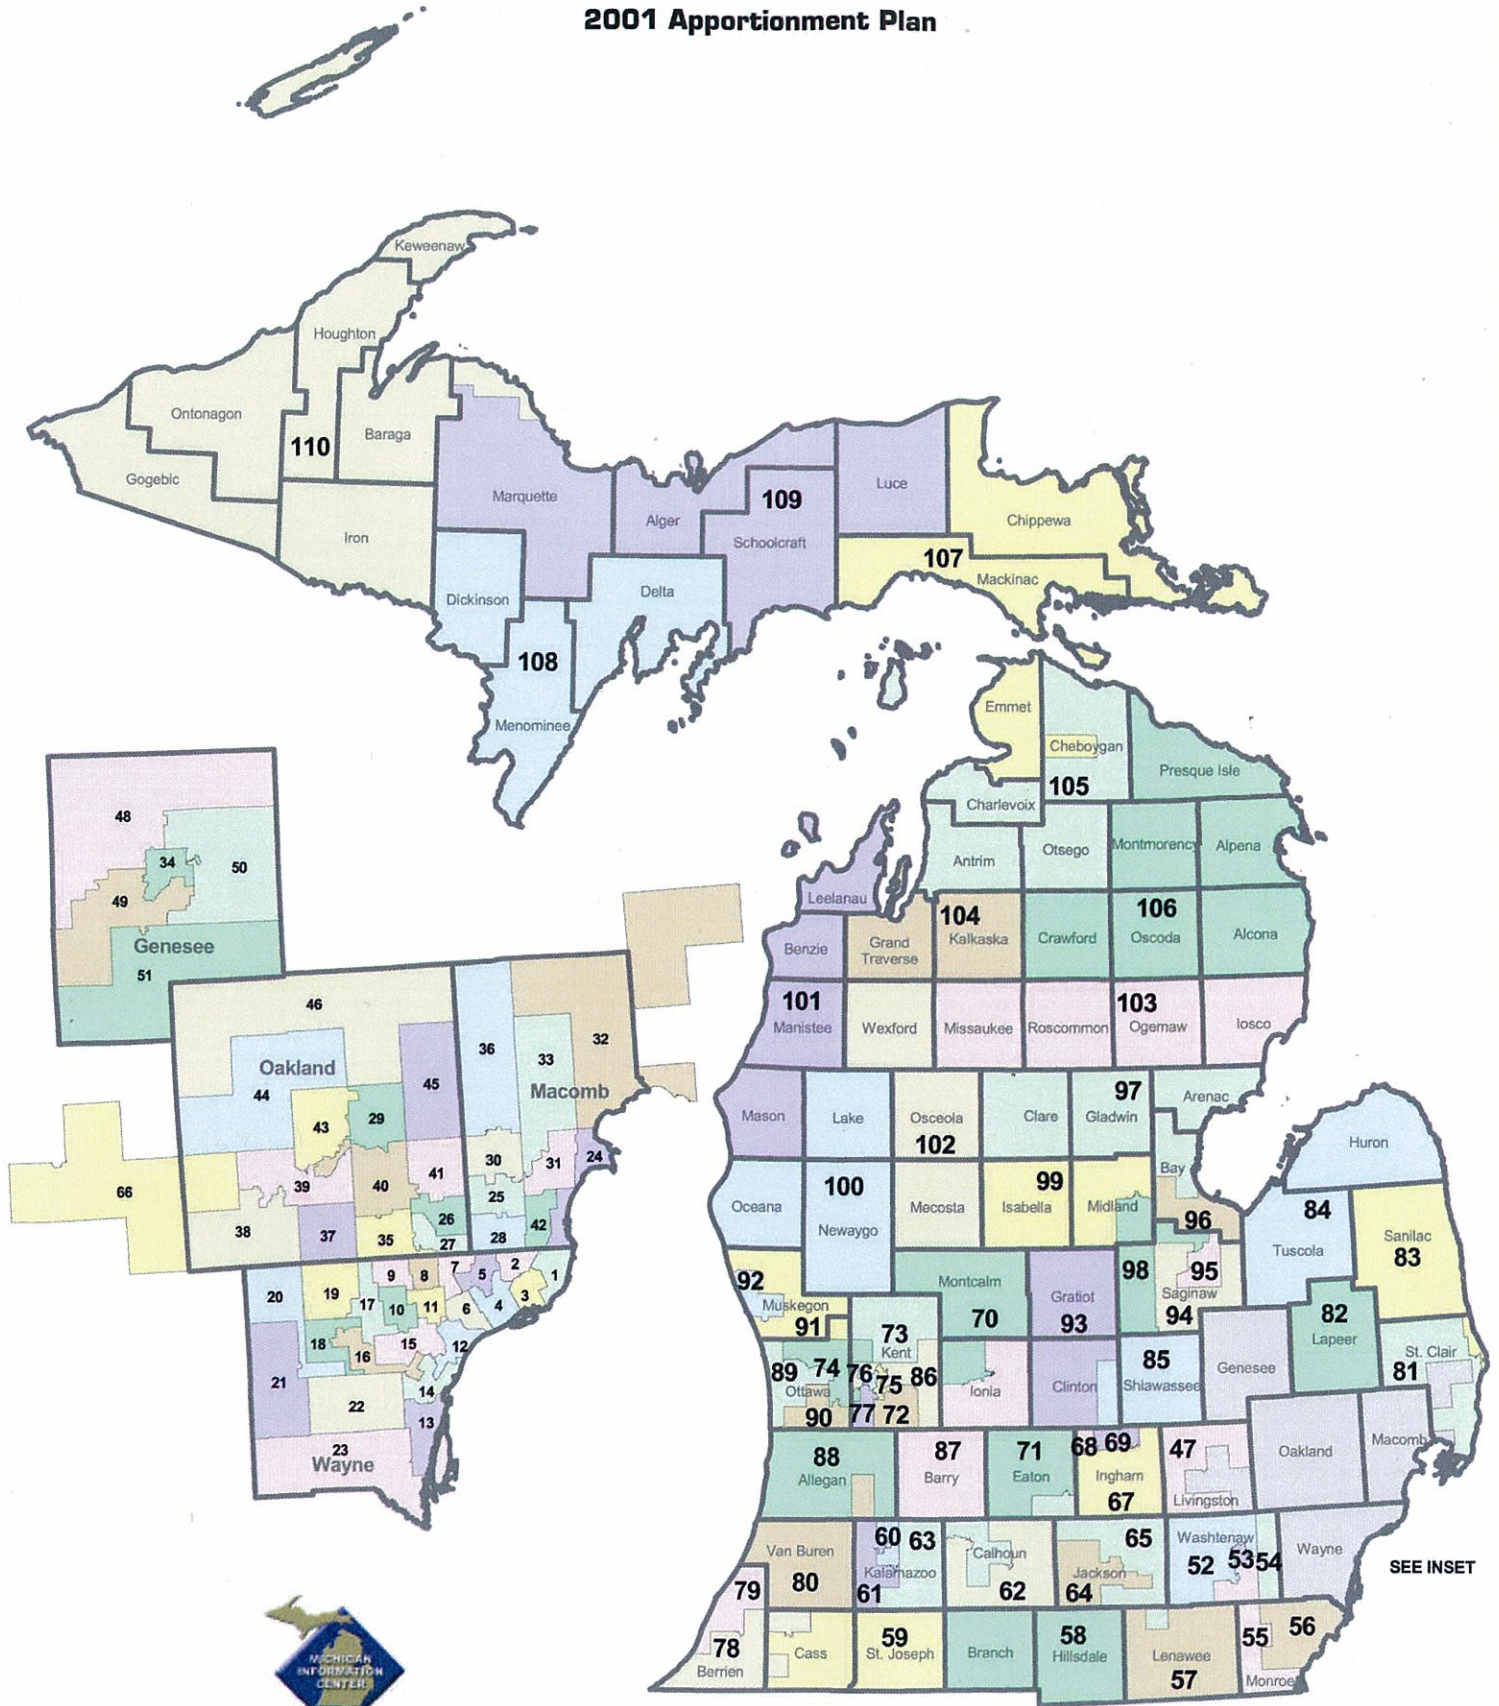 2001 Apportionment Plan
Keweenaw
Houghton
Ontonagon
110
Baraga
Gogebic
Iron
Marquette
Alger
109
Schoolcraft
Luce
Chippewa
107
Mackinac
Dickinson
Delta
108
Menominee
Emmet
Cheboygan
105
Presque Isle
Charlevoix
Antrim
Otsego
Montmorency
Alpena
Leelanau
Benzie
Grand
Traverse
104
Kalkaska
Crawford
106
Oscoda
Alcona
101
Manistee
Wexford
Missaukee
Roscommon
103
Ogemaw
Iosco
Mason
Lake
Osceola
102
Clare
97
Gladwin
Arenac
Huron
Bay
Oceana
100
Newaygo
Mecosta
99
Isabella
Midland
96
84
Tuscola
Sanilac
83
92
Muskegon
91
Montcalm
70
Gratiot
93
98
95
Saginaw
94
82
Lapeer
73
Kent
89
74
76
75
86
Ottawa
90
77
72
Ionia
Clinton
85
Shiawassee
Genesee
St. Clair
81
88
Allegan
87
Barry
71
Eaton
68
69
Ingham
67
47
Livingston
Oakland
Macomb
Van Buren
80
60
63
Kalamazoo
61
Calhoun
62
65
Jackson
64
Washtenaw
52
53
54
Wayne
SEE INSET
79
78
Berrien
Cass
59
St. Joseph
Branch
58
Hillsdale
Lenawee
57
55
56
Monroe
48
34
50
49
Genesee
51
46
Oakland
44
45
43
29
36
33
32
Macomb
66
39
40
41
30
31
24
25
38
37
35
26
27
28
42
20
19
9
8
7
5
2
1
17
10
11
6
4
3
18
16
15
12
21
22
14
13
23
Wayne
MICHICAN
INFORMATION
CENTER